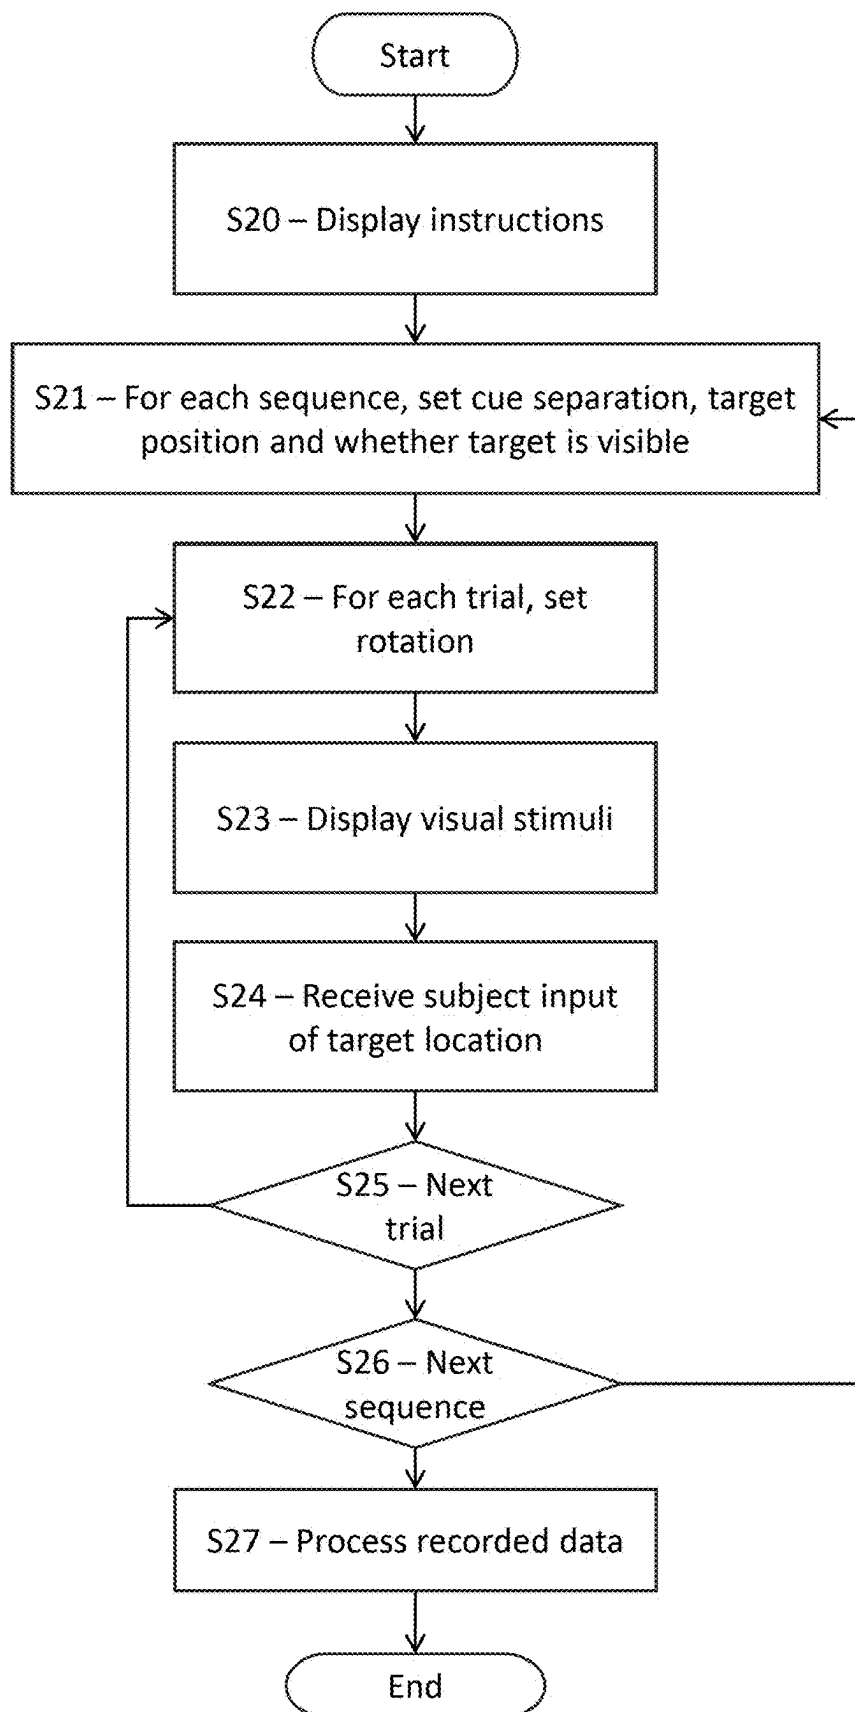 Start
S20 – Display instructions
S21 – For each sequence, set cue separation, target
position and whether target is visible
S22 – For each trial, set
rotation
S23 – Display visual stimuli
S24 – Receive subject input
of target location
S25 – Next
trial
S26 – Next
sequence
S27 – Process recorded data
End